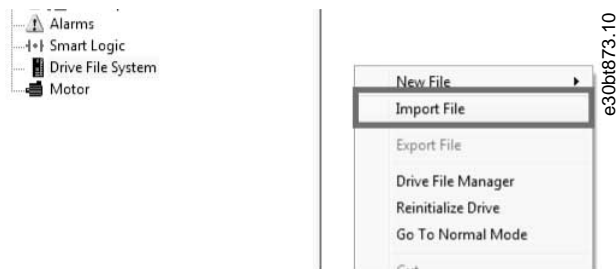 Alarms
Smart Logic
Drive File System
Motor
New File
Import File
Export File
Drive File Manager
Reinitialize Drive
Go To Normal Mode
e30bt873.10